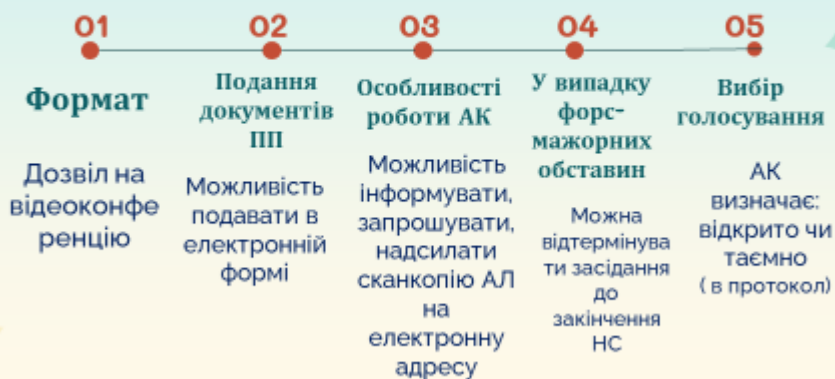 01
Формат
Дозвіл на
відеоконфе
ренцію
02
Подання
документів
ПП
Можливість
подавати в
електронній
формі
03
Особливості
роботи АК
Можливість
інформувати,
запрошувати,
надсилати
сканкопію АЛ
на
електронну
адресу
04
У випадку
форс-
мажорних
обставин
Можна
відтермінува
ти засідання
до
закінчення
НС
05
Вибір
голосування
АК
визначає:
відкрито чи
таємно
( в протокол)